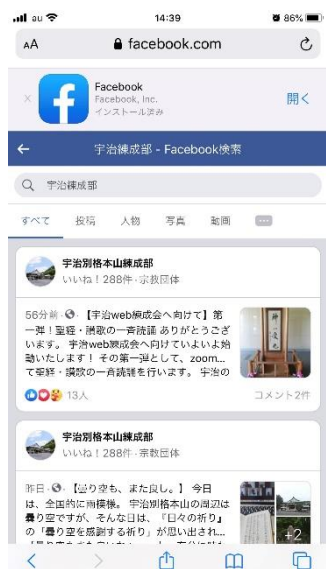 au
14:39
86%
AA
facebook.com
Facebook
Facebook, Inc.
インストール済み
開く
宇治練成部 - Facebook検索
宇治練成部
すべて
投稿
人物
写真
動画
宇治別格本山練成部
いいね!288件・宗教団体
56分前・【宇治web練成会へ向けて】第
一弾!聖経・讃歌の一斉読誦 ありがとうござ
います。 宇治web練成会へ向けていよいよ始
動いたします! その第一弾として、zoom...
て聖経・讃歌の一斉読誦を行います。 宇治の
13人
コメント2件
宇治別格本山練成部
いいね!288件・宗教団体
昨日・【曇り空も、また良し。】 今日
は、全国的に雨模様。 宇治別格本山の周辺は
曇り空ですが、そんな日は、『日々の祈り』
の「曇り空を感謝する祈り」が思い出され...
+2